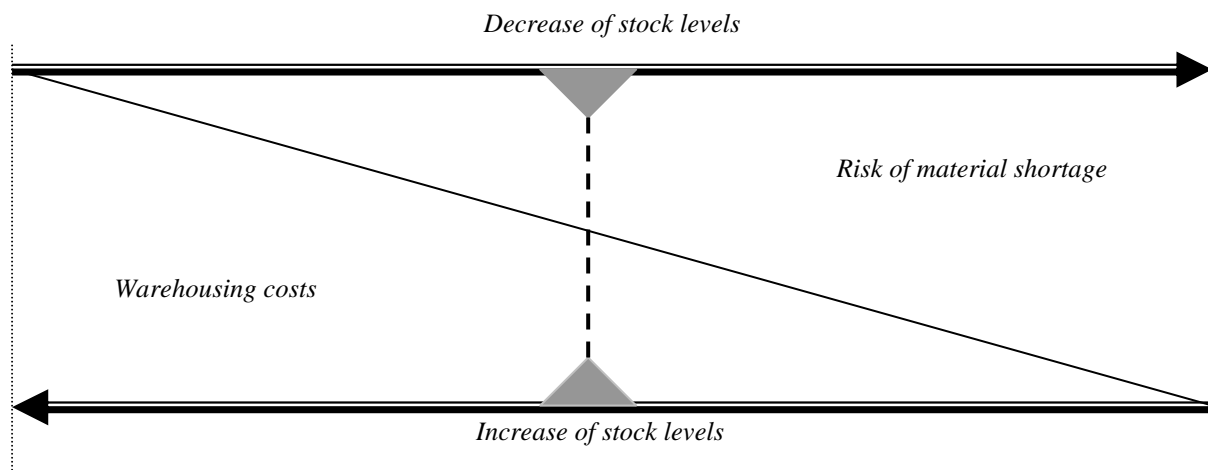 Decrease of stock levels
Risk of material shortage
Warehousing costs
Increase of stock levels